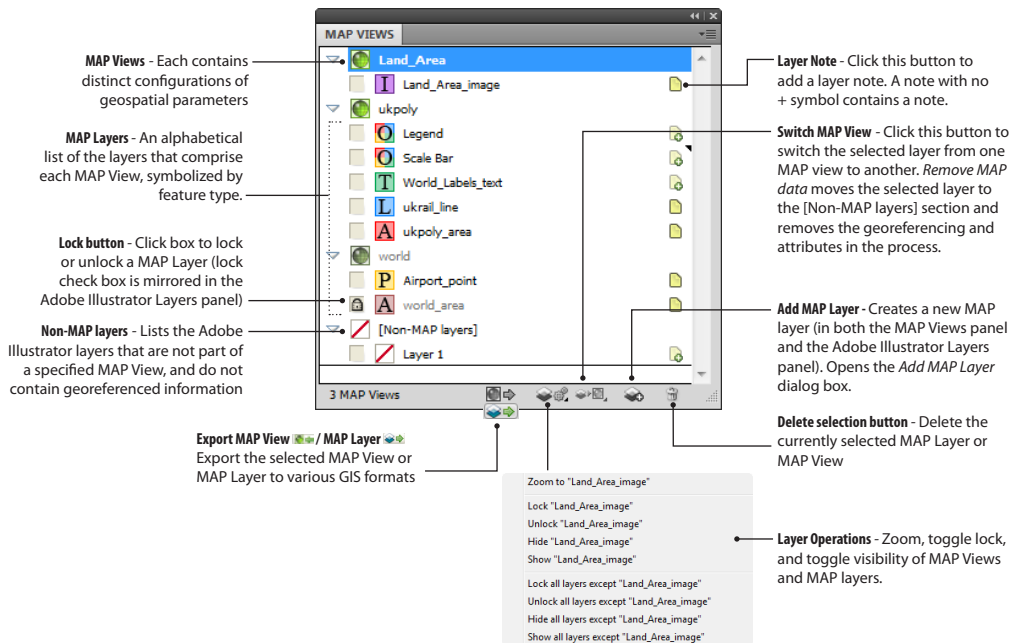 MAP VIEWS
Land_Area
Land_Area_image
ukpoly
Legend
Scale Bar
World_Labels_text
ukrail_line
ukpoly_area
world
Airport_point
world_area
[Non-MAP layers]
Layer 1
3 MAP Views
I
O
O
T
L
A
P
A
MAP Views - Each contains
distinct configurations of
geospatial parameters
MAP Layers - An alphabetical
list of the layers that comprise
each MAP View, symbolized by
feature type.
Lock button - Click box to lock
or unlock a MAP Layer (lock
check box is mirrored in the
Adobe Illustrator Layers panel)
Non-MAP layers - Lists the Adobe
Illustrator layers that are not part of
a specified MAP View, and do not
contain georeferenced information
Export MAP View / MAP Layer
Export the selected MAP View or
MAP Layer to various GIS formats
Layer Note - Click this button to
add a layer note. A note with no
+ symbol contains a note.
Switch MAP View - Click this button to
switch the selected layer from one
MAP view to another. Remove MAP
data moves the selected layer to
the [Non-MAP layers] section and
removes the georeferencing and
attributes in the process.
Add MAP Layer - Creates a new MAP
layer (in both the MAP Views panel
and the Adobe Illustrator Layers
panel). Opens the Add MAP Layer
dialog box.
Delete selection button - Delete the
currently selected MAP Layer or
MAP View
Zoom to "Land_Area_image"
Lock "Land_Area_image"
Unlock "Land_Area_image"
Hide "Land_Area_image"
Show "Land_Area_image"
Lock all layers except "Land_Area_image"
Unlock all layers except "Land_Area_image"
Hide all layers except "Land_Area_image"
Show all layers except "Land_Area_image"
Layer Operations - Zoom, toggle lock,
and toggle visibility of MAP Views
and MAP layers.